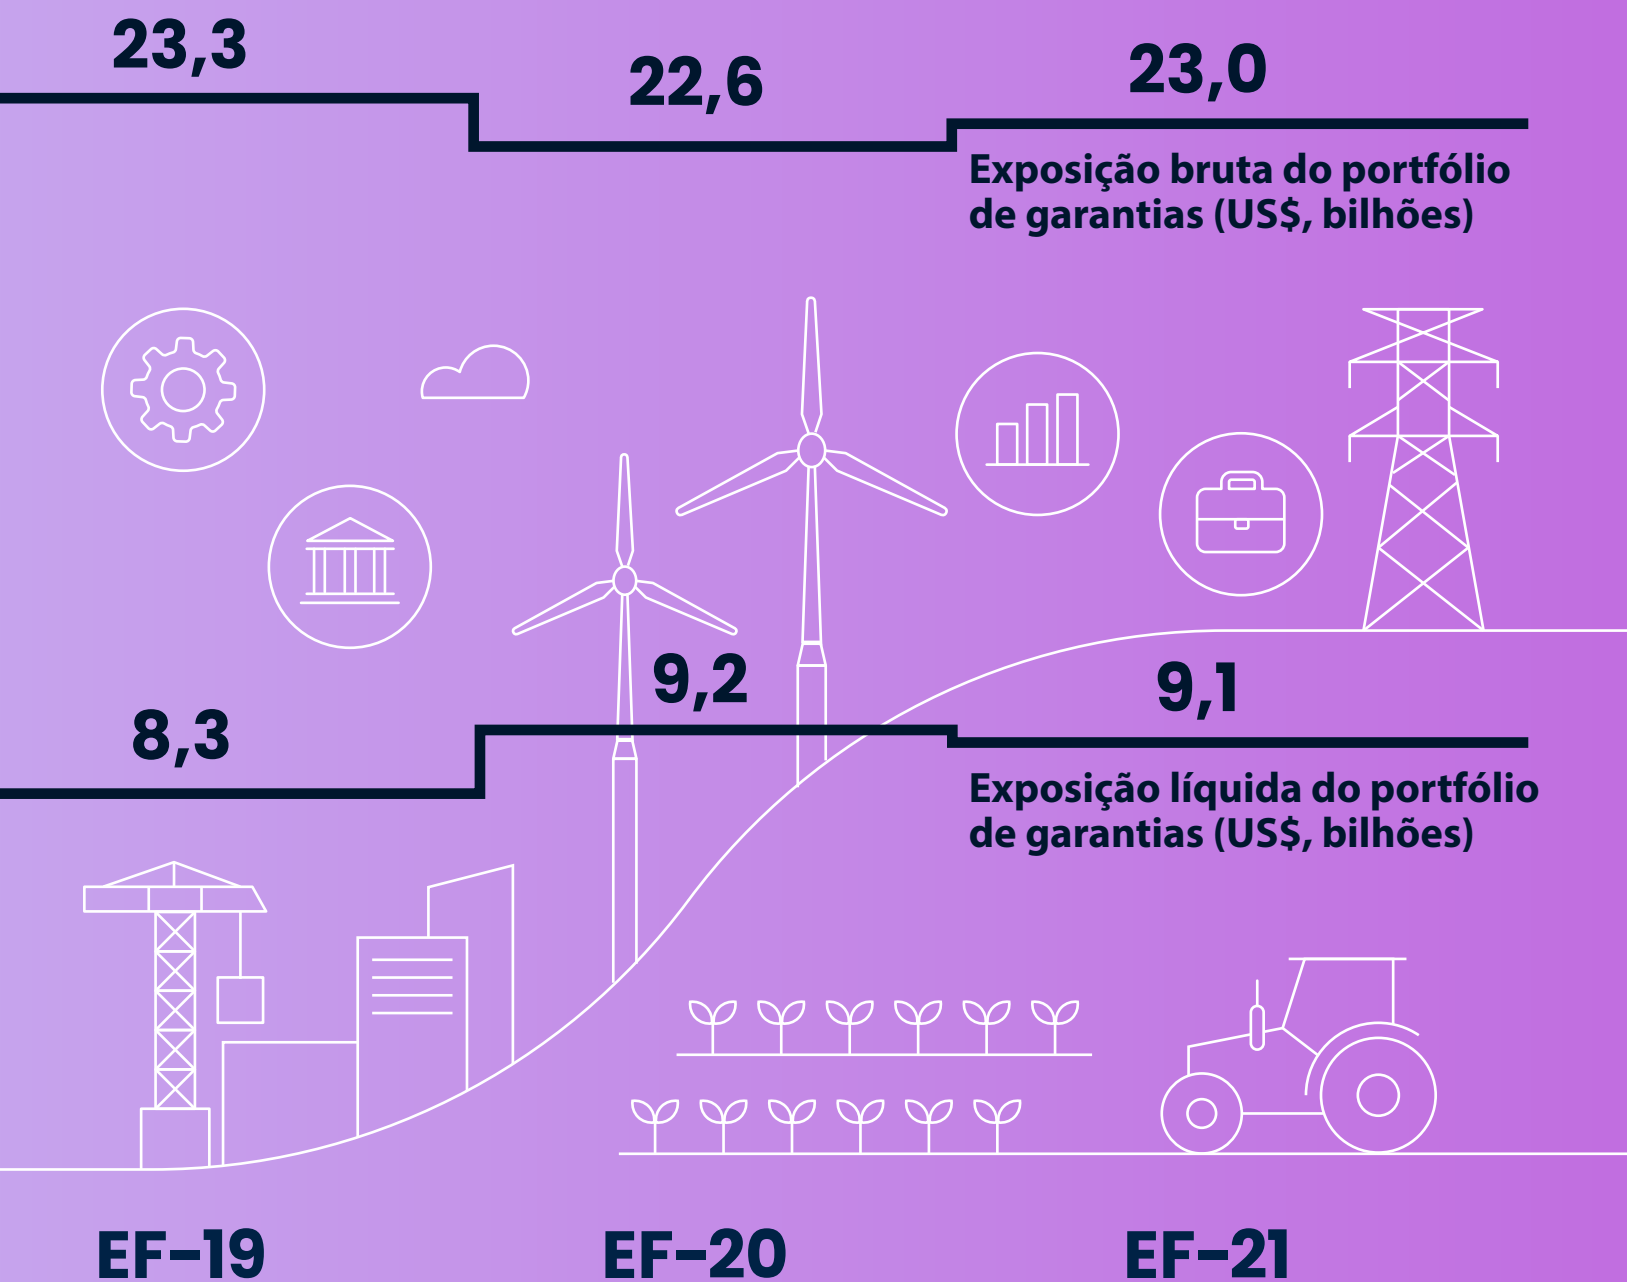 23,3
22,6
23,0
Exposição bruta do portfólio
de garantias (US$, bilhões)
8,3
9,2
9,1
Exposição líquida do portfólio
de garantias (US$, bilhões)
EF–19
EF–20
EF–21